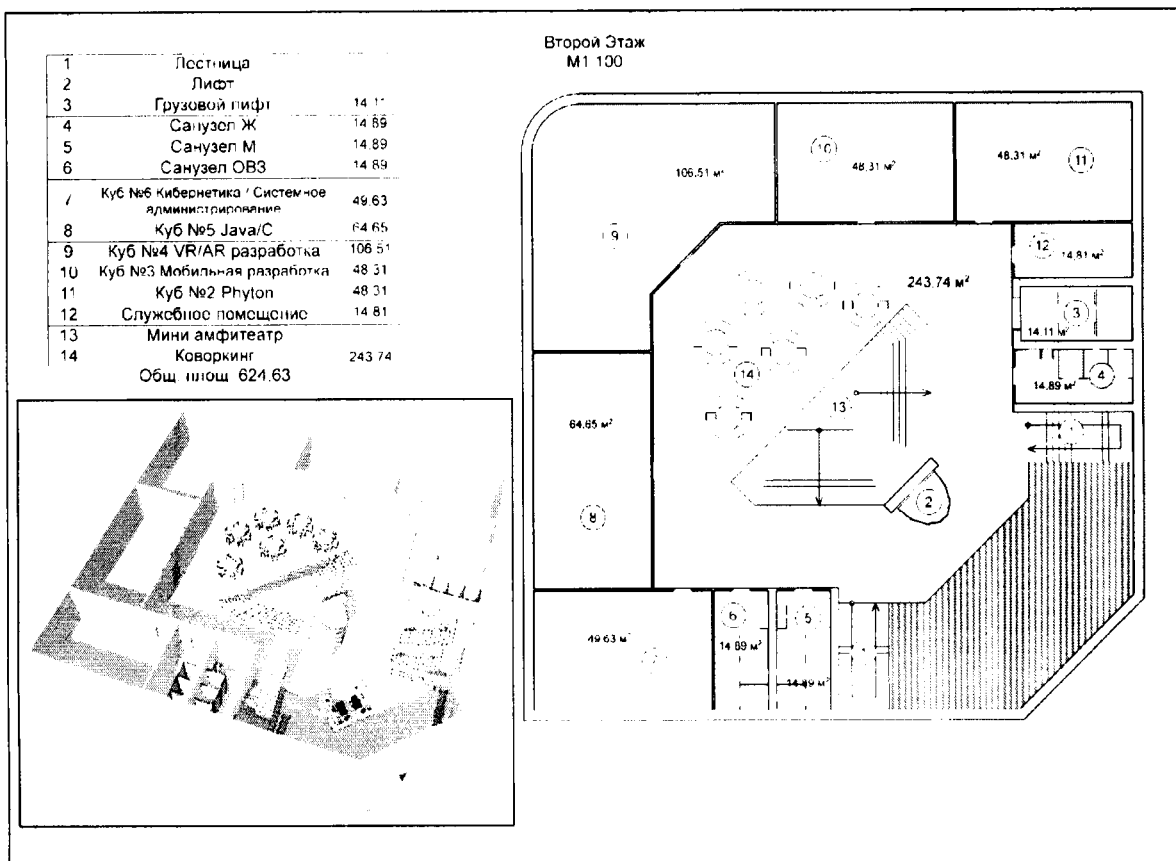 Второй Этаж
М1 100
1 Лестница
2 Лифт
3 Грузовой лифт 14.11
4 Санузел Ж 14.89
5 Санузел М 14.89
6 Санузел ОВЗ 14.89
7 Куб №6 Кибернетика / Системное
администрирование 49.63
8 Куб №5 Java/C 64.65
9 Куб №4 VR/AR разработка 106.51
10 Куб №3 Мобильная разработка 48.31
11 Куб №2 Phyton 48.31
12 Служебное помещение 14.81
13 Мини амфитеатр
14 Коворкинг 243.74
Общ. площ. 624.63
106.51 м²
9
10
48.31 м²
48.31 м²
11
12
14.81 м²
243.74 м²
3
14.11 м²
4
14.89 м²
14
13
64.65 м²
8
2
49.63 м²
6
14.89 м²
5
14.89 м²